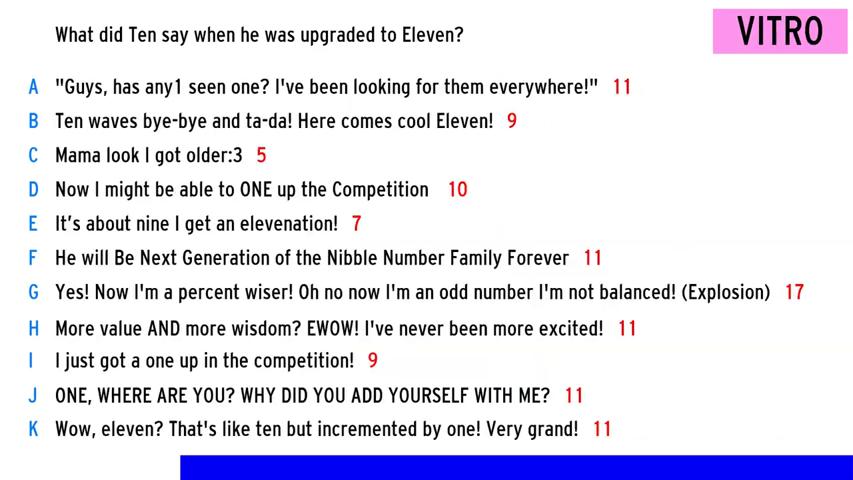 What did Ten say when he was upgraded to Eleven?
VITRO
A "Guys, has any1 seen one? I've been looking for them everywhere!" 11
B Ten waves bye-bye and ta-da! Here comes cool Eleven! 9
C Mama look I got older:3 5
D Now I might be able to ONE up the Competition 10
E It's about nine I get an elevenation! 7
F He will Be Next Generation of the Nibble Number Family Forever 11
G Yes! Now I'm a percent wiser! Oh no now I'm an odd number I'm not balanced! (Explosion) 17
H More value AND more wisdom? EWOW! I've never been more excited! 11
I I just got a one up in the competition! 9
J ONE, WHERE ARE YOU? WHY DID YOU ADD YOURSELF WITH ME? 11
K Wow, eleven? That's like ten but incremented by one! Very grand! 11